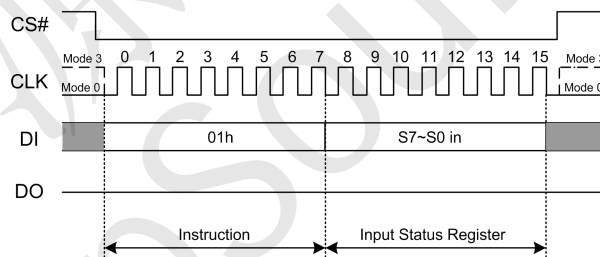 CS#
Mode 3 0 1 2 3 4 5 6 7 8 9 10 11 12 13 14 15 Mode 3
CLK
Mode 0 Mode 0
DI 01h S7~S0 in
DO
Instruction Input Status Register